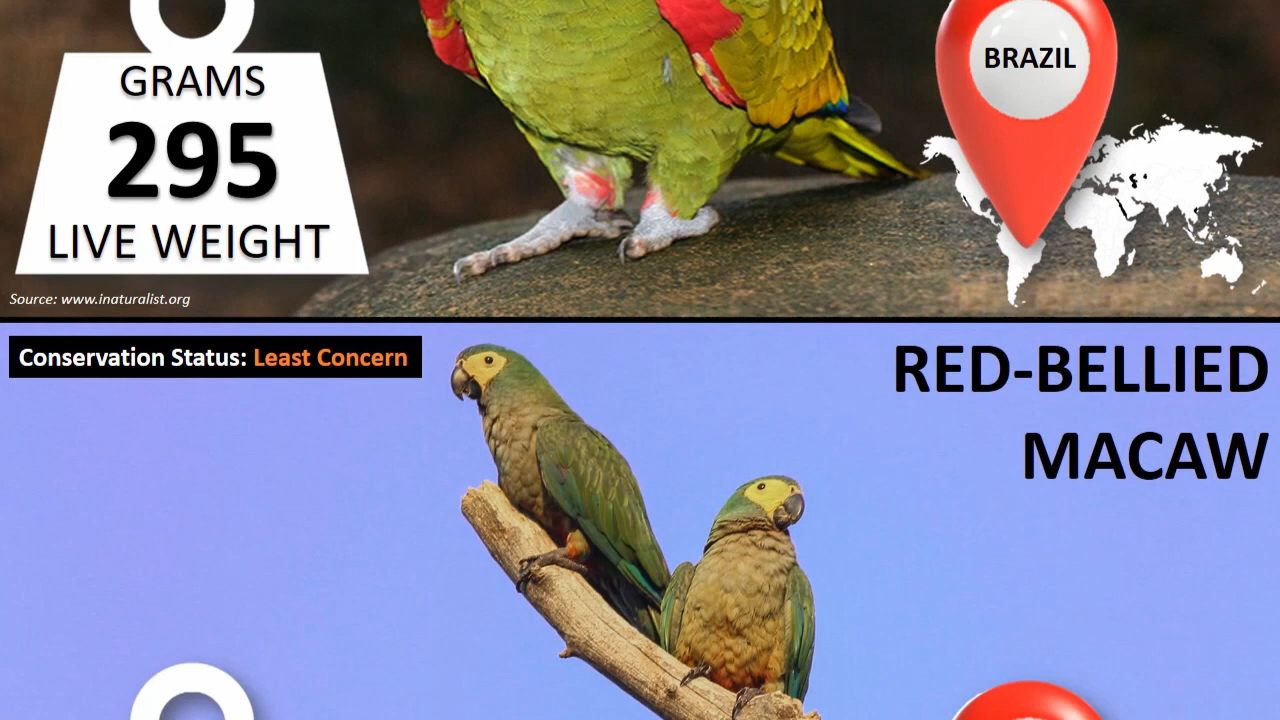 GRAMS
295
LIVE WEIGHT
Source: www.inaturalist.org
BRAZIL
Conservation Status: Least Concern
RED-BELLIED
MACAW